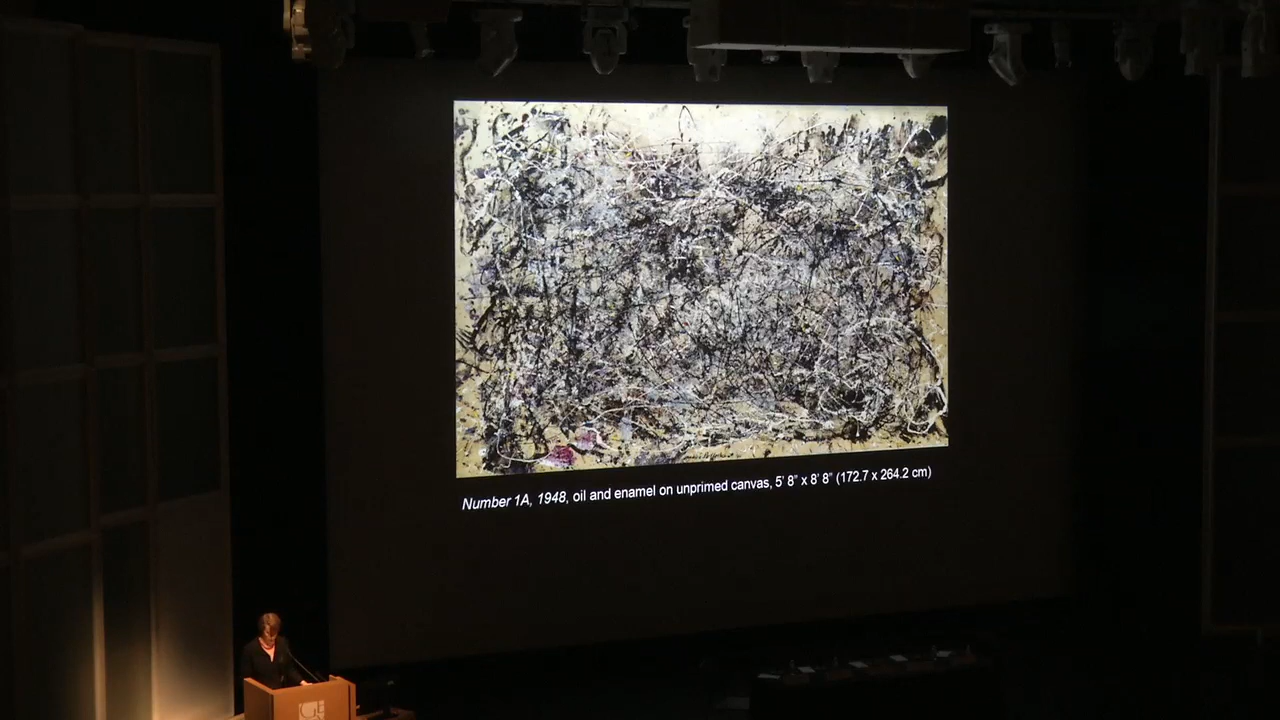 Number 1A, 1948, oil and enamel on unprimed canvas, 5' 8" x 8' 8" (172.7 x 264.2 cm)